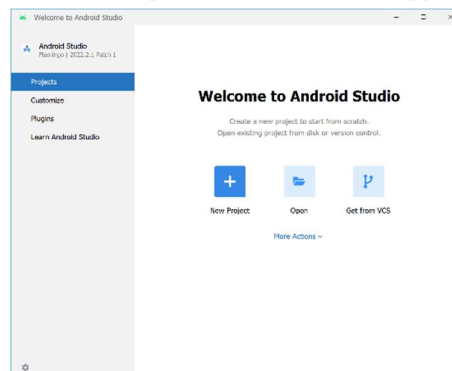 Welcome to Android Studio
Android Studio
Flamingo | 2022.2.1 Patch 1
Projects
Customize
Plugins
Learn Android Studio
Welcome to Android Studio
Create a new project to start from scratch.
Open existing project from disk or version control.
New Project
Open
Get from VCS
More Actions